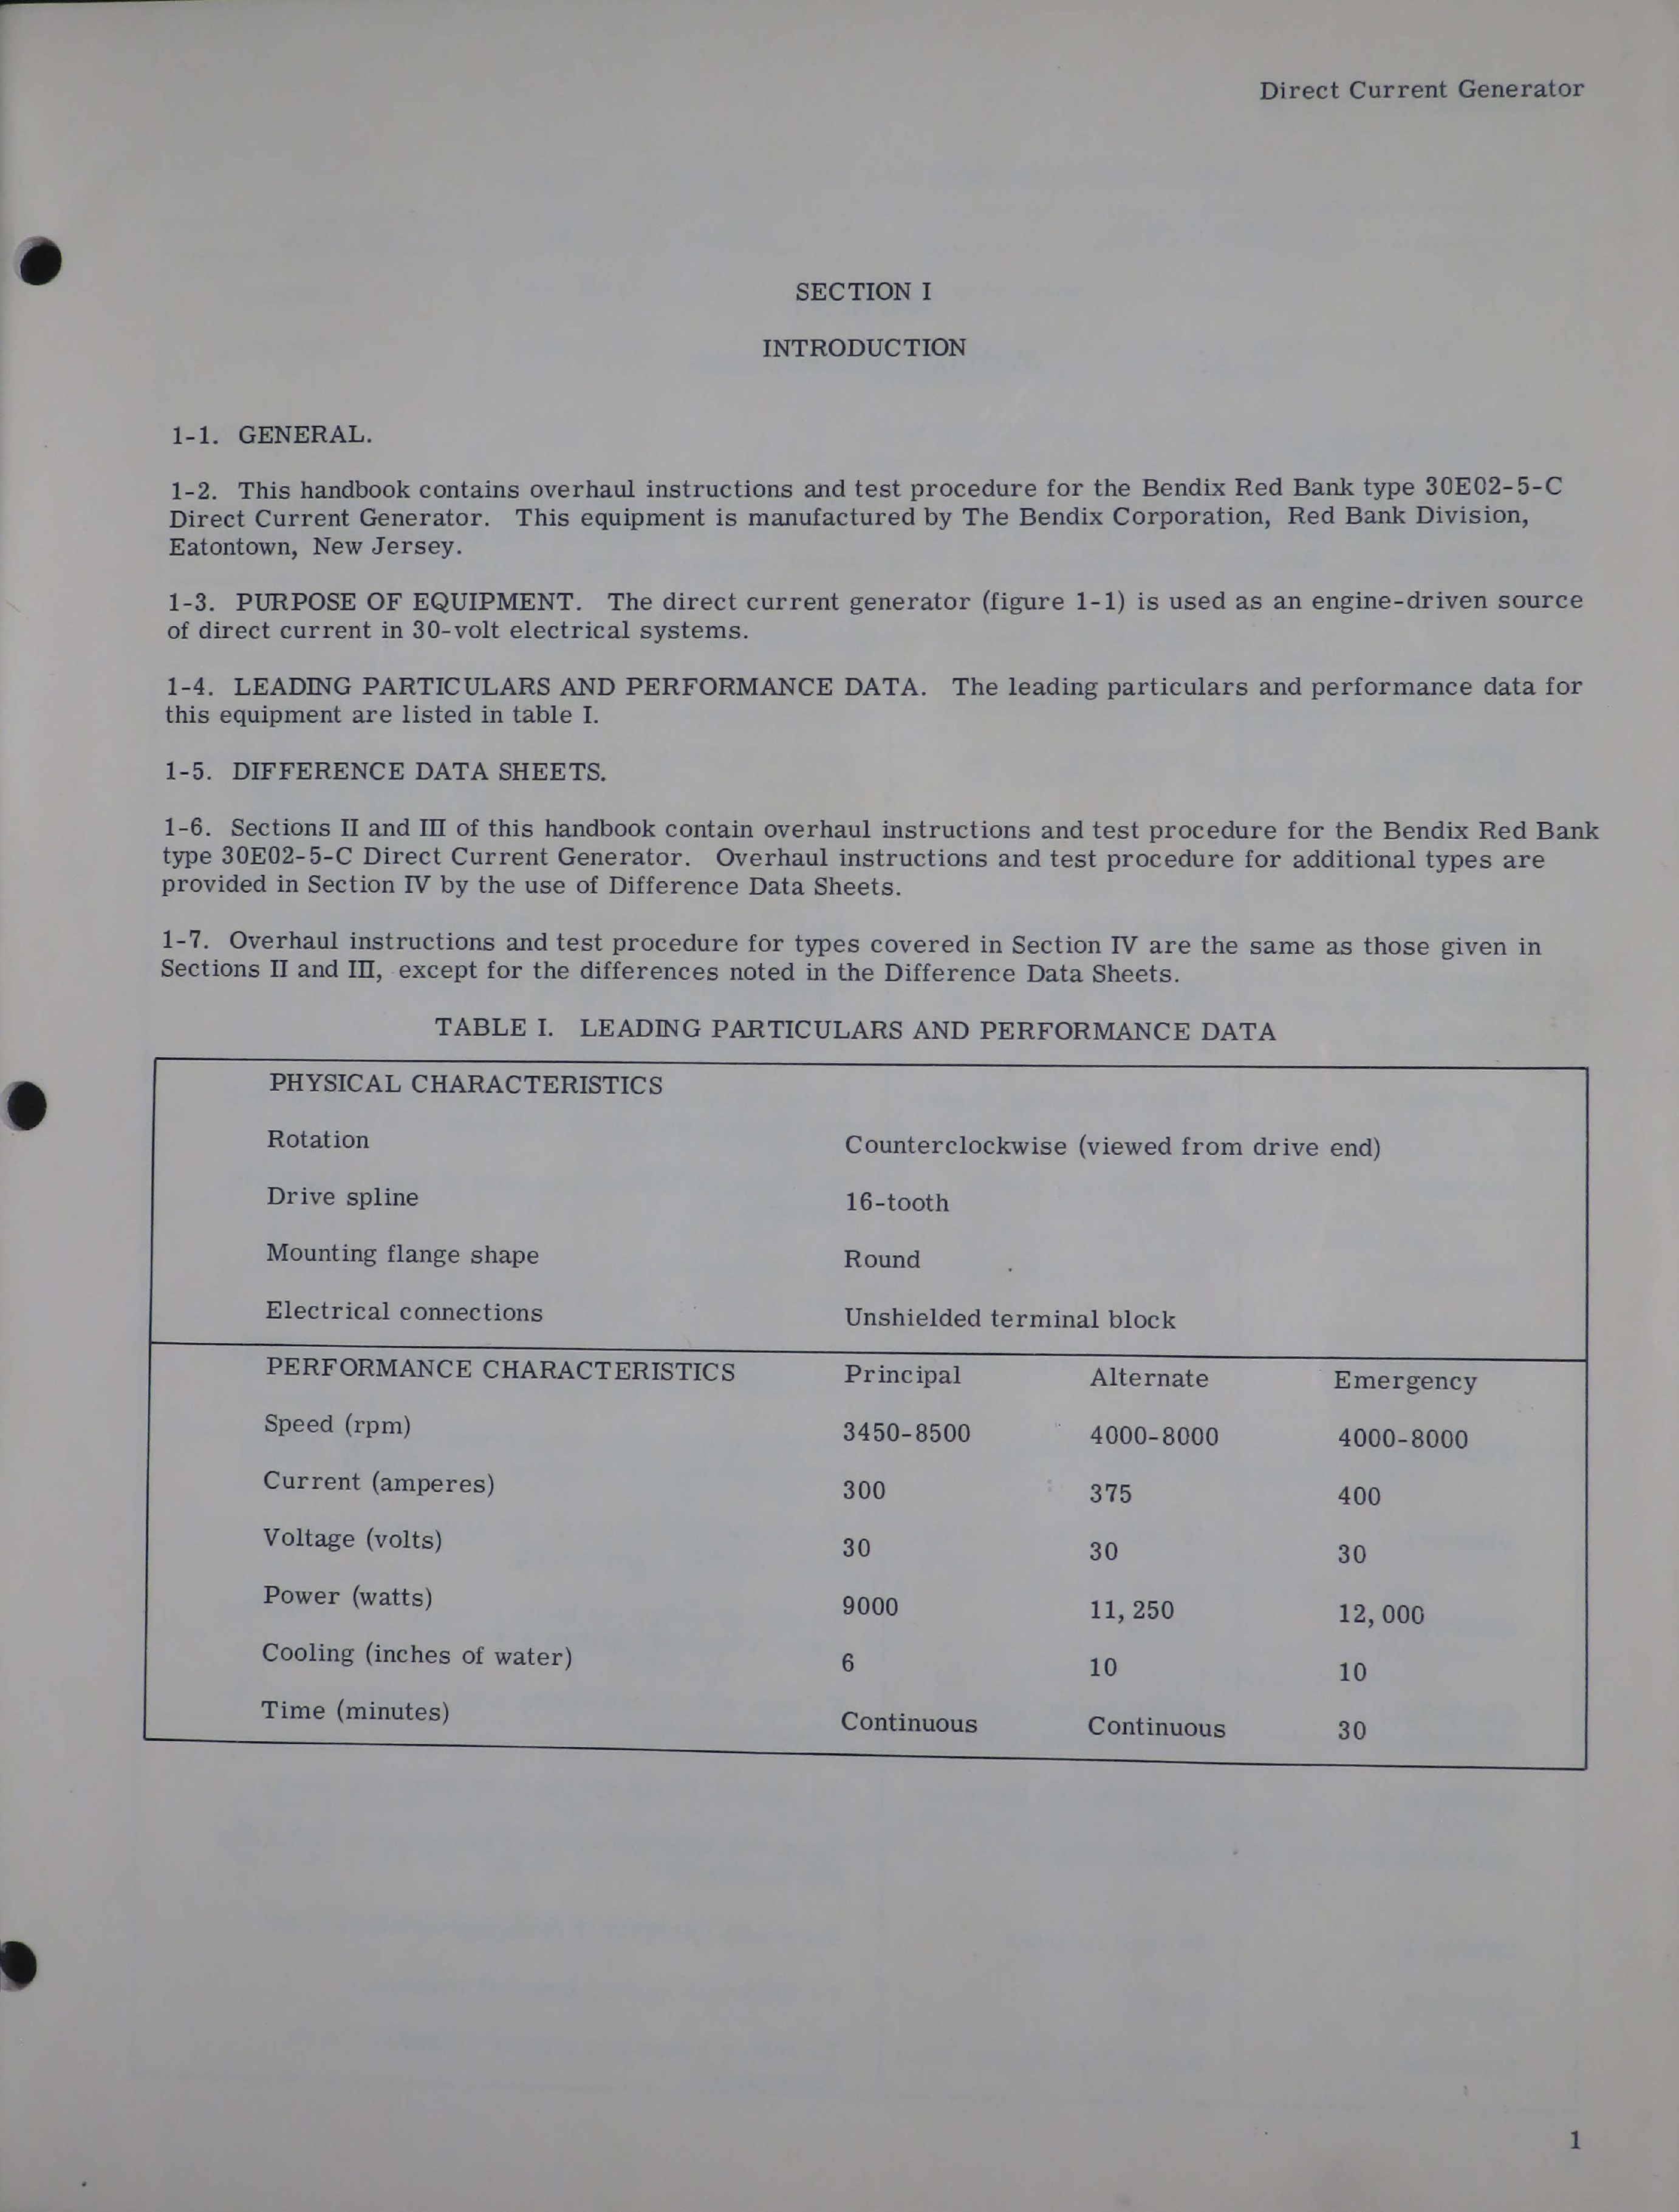 Direct Current Generator
SECTION I
INTRODUCTION
1-1. GENERAL.
1-2. This handbook contains overhaul instructions and test procedure for the Bendix Red Bank type 30E02-5-C
Direct Current Generator. This equipment is manufactured by The Bendix Corporation, Red Bank Division,
Eatontown, New Jersey.
1-3. PURPOSE OF EQUIPMENT. The direct current generator (figure 1-1) is used as an engine-driven source
of direct current in 30-volt electrical systems.
1-4. LEADING PARTICULARS AND PERFORMANCE DATA. The leading particulars and performance data for
this equipment are listed in table I.
1-5. DIFFERENCE DATA SHEETS.
1-6. Sections II and III of this handbook contain overhaul instructions and test procedure for the Bendix Red Bank
type 30E02-5-C Direct Current Generator. Overhaul instructions and test procedure for additional types are
provided in Section IV by the use of Difference Data Sheets.
1-7. Overhaul instructions and test procedure for types covered in Section IV are the same as those given in
Sections II and III, except for the differences noted in the Difference Data Sheets.
TABLE I. LEADING PARTICULARS AND PERFORMANCE DATA
PHYSICAL CHARACTERISTICS
Rotation Counterclockwise (viewed from drive end)
Drive spline 16-tooth
Mounting flange shape Round
Electrical connections Unshielded terminal block
PERFORMANCE CHARACTERISTICS Principal Alternate Emergency
Speed (rpm) 3450-8500 4000-8000 4000-8000
Current (amperes) 300 375 400
Voltage (volts) 30 30 30
Power (watts) 9000 11, 250 12, 000
Cooling (inches of water) 6 10 10
Time (minutes) Continuous Continuous 30
1